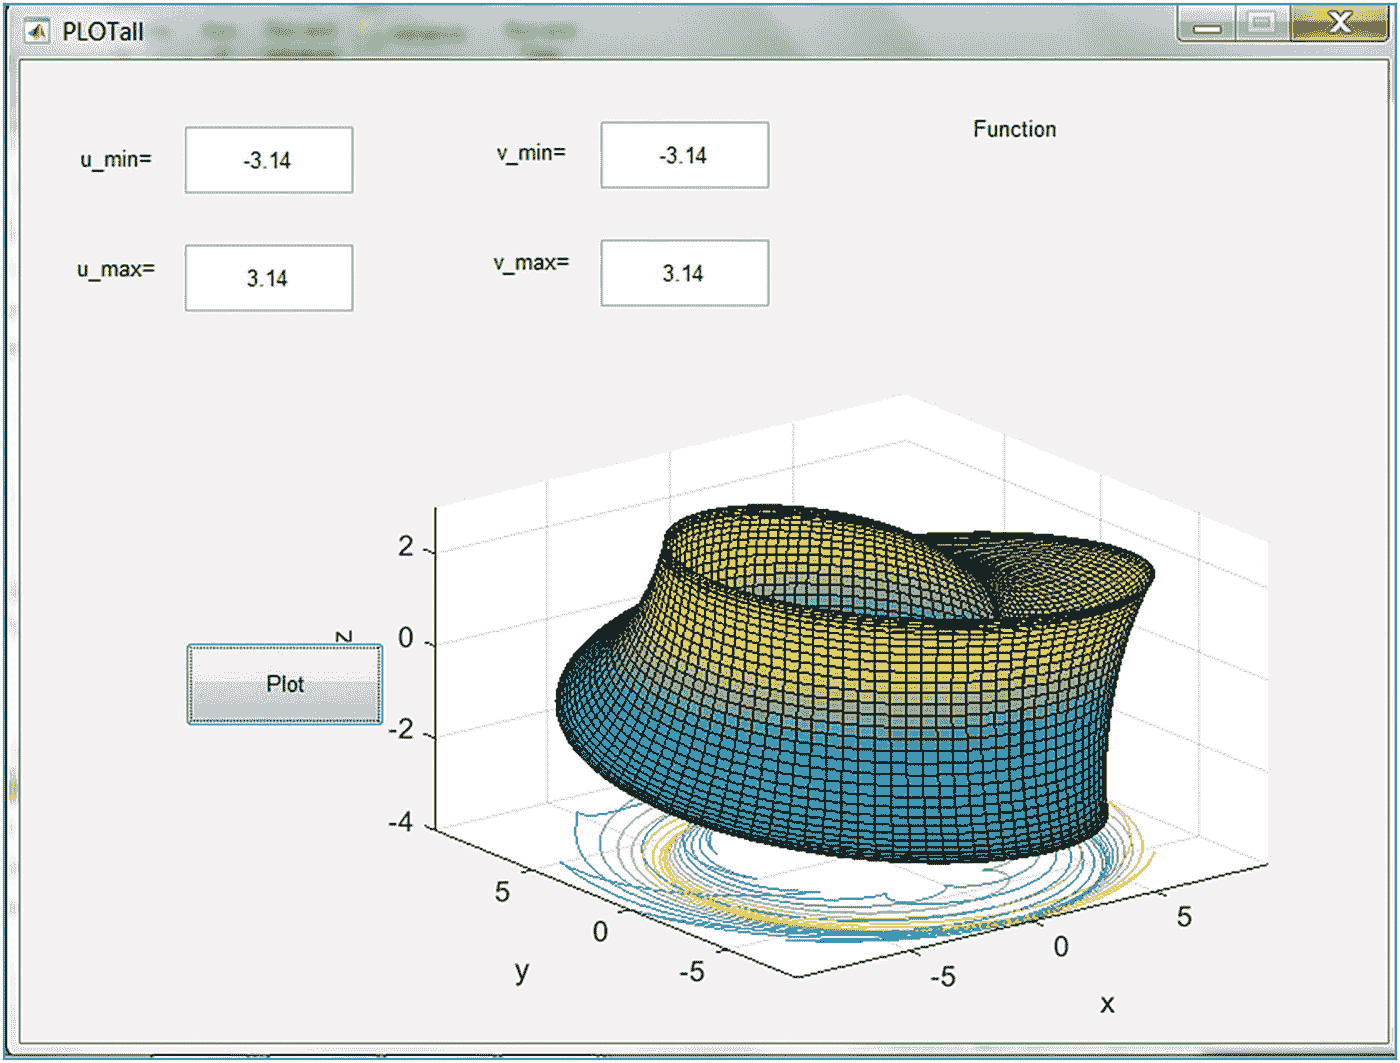 PLOTall
u_min= -3.14 v_min= -3.14 Function
u_max= 3.14 v_max= 3.14
2
z 0
Plot
-2
-4
5
0
-5
y
-5
0
5
x